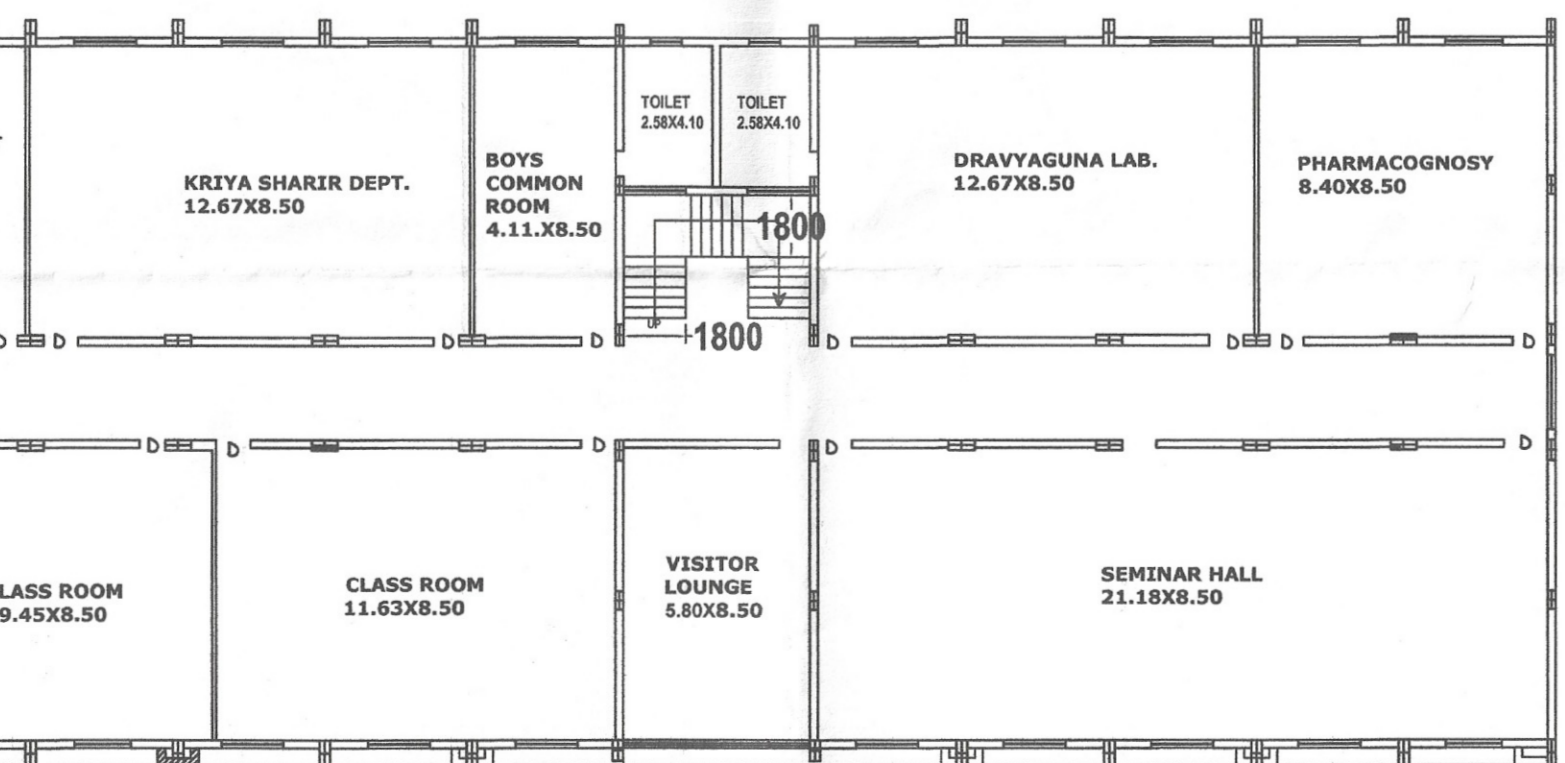 TOILET
2.58X4.10
TOILET
2.58X4.10
KRIYA SHARIR DEPT.
12.67X8.50
BOYS
COMMON
ROOM
4.11.X8.50
DRAVYAGUNA LAB.
12.67X8.50
PHARMACOGNOSY
8.40X8.50
1800
UP
1800
D
D
D
D
D
D
D
D
D
D
D
D
D
D
LASS ROOM
9.45X8.50
CLASS ROOM
11.63X8.50
VISITOR
LOUNGE
5.80X8.50
SEMINAR HALL
21.18X8.50